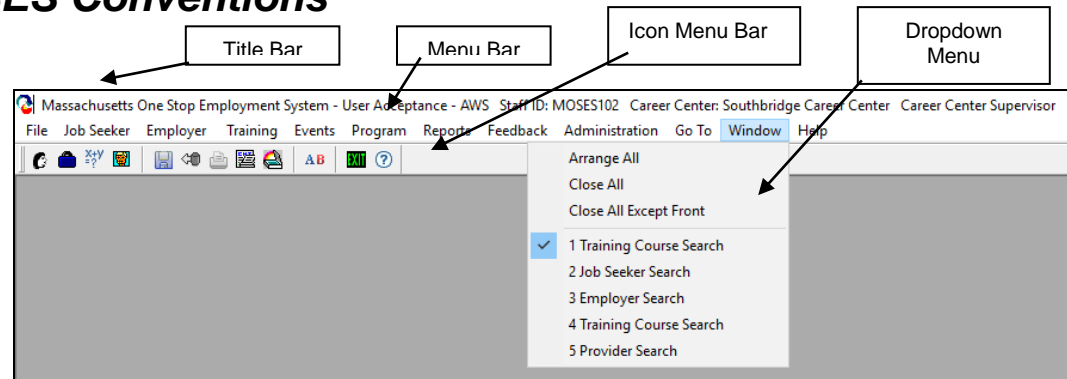 ES Conventions
Title Bar
Menu Bar
Icon Menu Bar
Dropdown
Menu
Massachusetts One Stop Employment System - User Acceptance - AWS Staff ID: MOSES102 Career Center: Southbridge Career Center Career Center Supervisor
File Job Seeker Employer Training Events Program Reports Feedback Administration Go To Window Help
X+Y
=?
AB
EXIT
?
Arrange All
Close All
Close All Except Front
1 Training Course Search
2 Job Seeker Search
3 Employer Search
4 Training Course Search
5 Provider Search